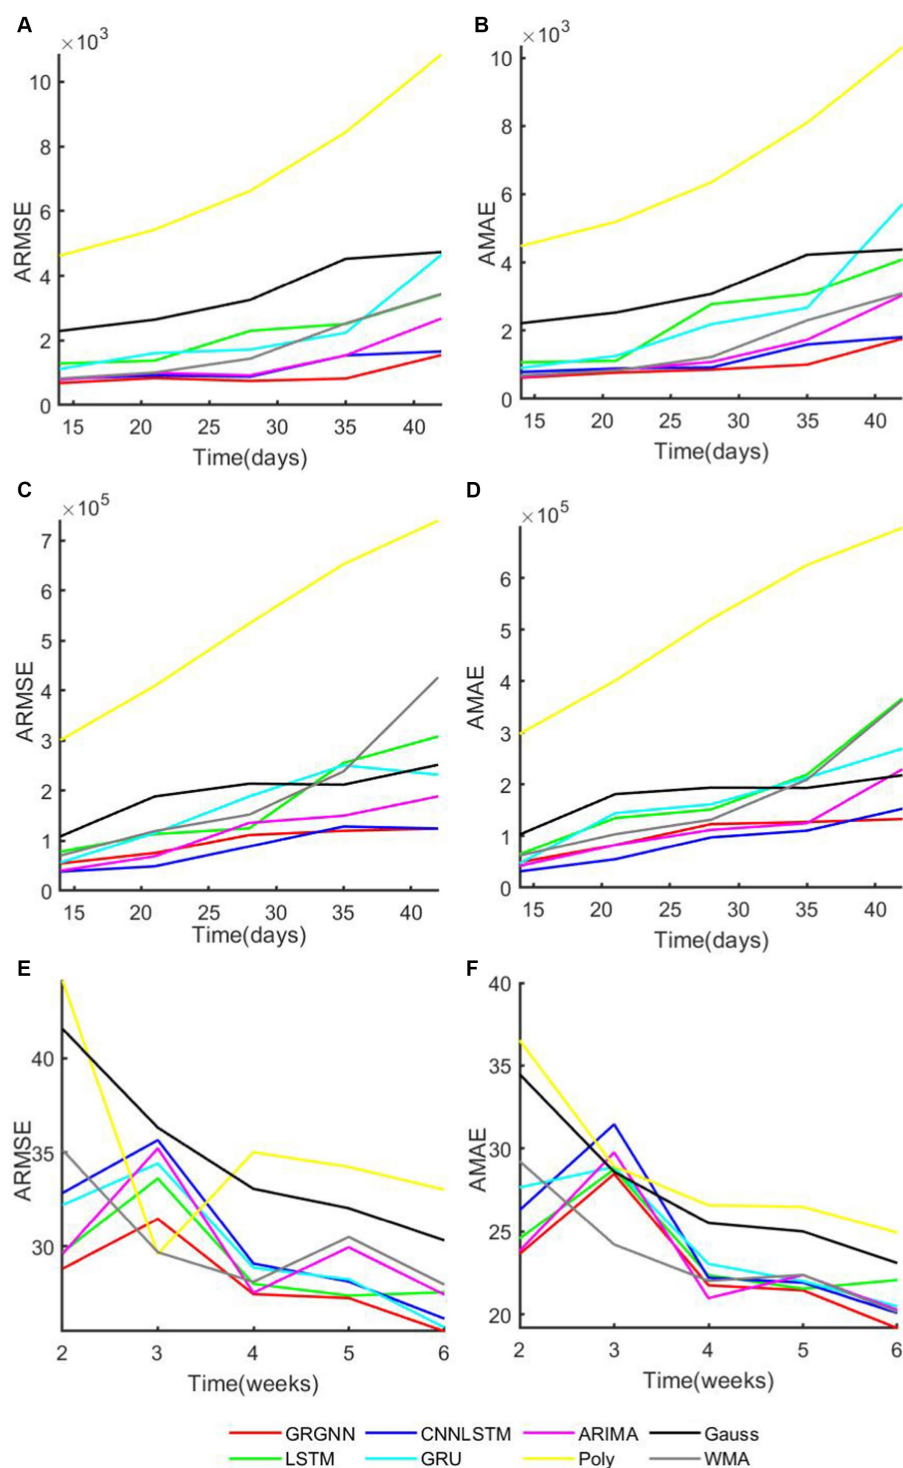 A
×10³
10
8
6
4
2
0
ARMSE
15 20 25 30 35 40
Time(days)
B
×10³
10
8
6
4
2
0
AMAE
15 20 25 30 35 40
Time(days)
C
×10⁵
7
6
5
4
3
2
1
0
ARMSE
15 20 25 30 35 40
Time(days)
D
×10⁵
6
5
4
3
2
1
0
AMAE
15 20 25 30 35 40
Time(days)
E
40
35
30
ARMSE
2 3 4 5 6
Time(weeks)
F
40
35
30
25
20
AMAE
2 3 4 5 6
Time(weeks)
GRGNN CNNLSTM ARIMA Gauss
LSTM GRU Poly WMA